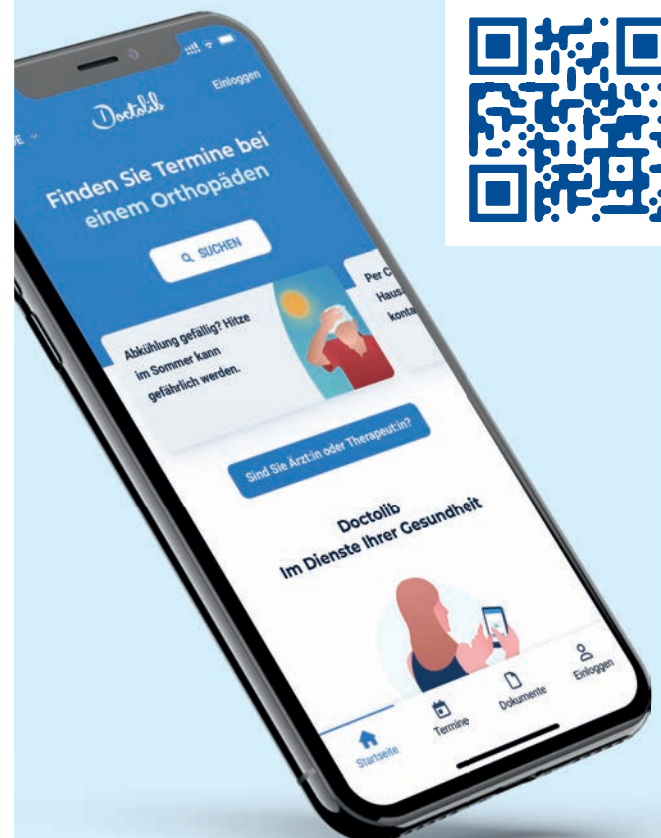 Doctolib
Einloggen
Finden Sie Termine bei
einem Orthopäden
SUCHEN
Abkühlung gefällig? Hitze
im Sommer kann
gefährlich werden.
Per
Sind Sie Ärzt:in oder Therapeut:in?
Doctolib
Im Dienste Ihrer Gesundheit
Startseite
Termine
Dokumente
Einloggen